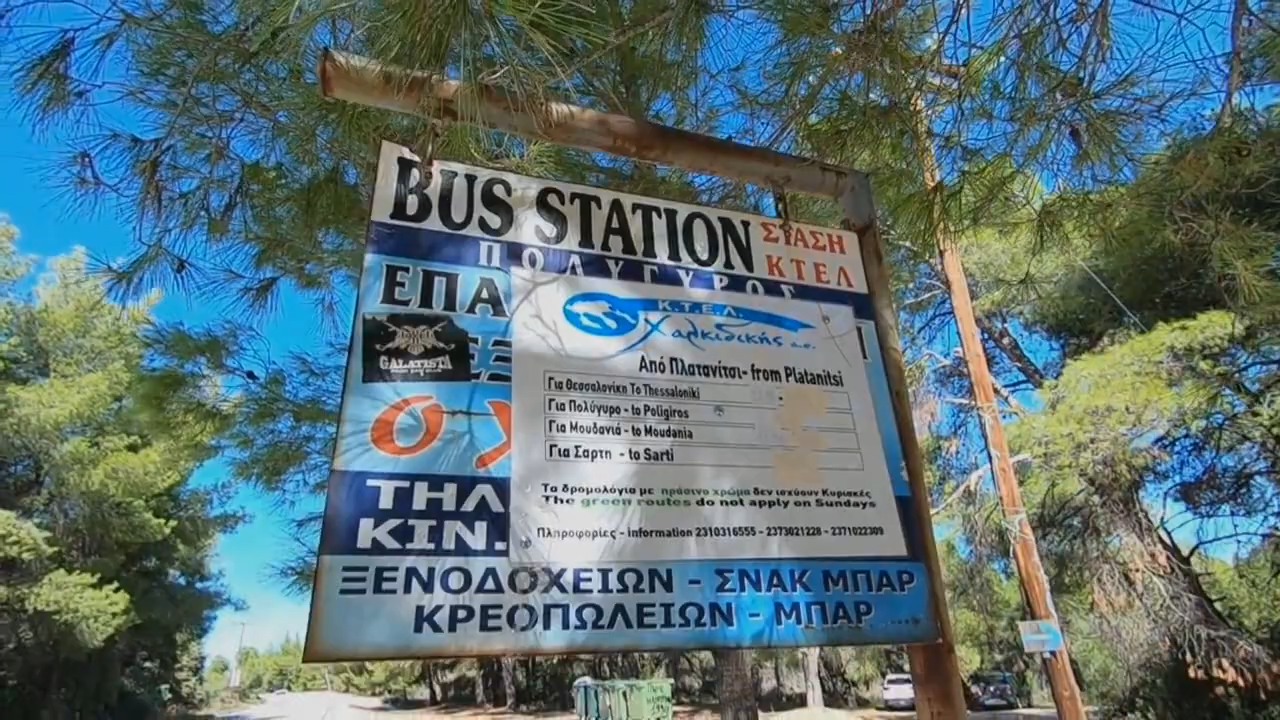 BUS STATION ΣΤΑΣΗ
ΚΤΕΛ
ΠΟΛΥΓΥΡΟΣ
ΕΠΑ
GALATISTA
Ο
ΤΗΛ
ΚΙΝ.
Κ.Τ.Ε.Λ.
Χαλκιδικής α.ε.
Από Πλατανίτσι- from Platanitsi
Για Θεσσαλονίκη To Thessaloniki
Για Πολύγυρο - to Poligiros
Για Μουδανιά - to Moudania
Για Σαρτη - to Sarti
Τα δρομολόγια με πράσινο χρώμα δεν ισχύουν Κυριακές
The green routes do not apply on Sundays
Πληροφορίες - information 2310316555 - 2373021228 - 2371022309
ΞΕΝΟΔΟΧΕΙΩΝ - ΣΝΑΚ ΜΠΑΡ
ΚΡΕΟΠΩΛΕΙΩΝ - ΜΠΑΡ